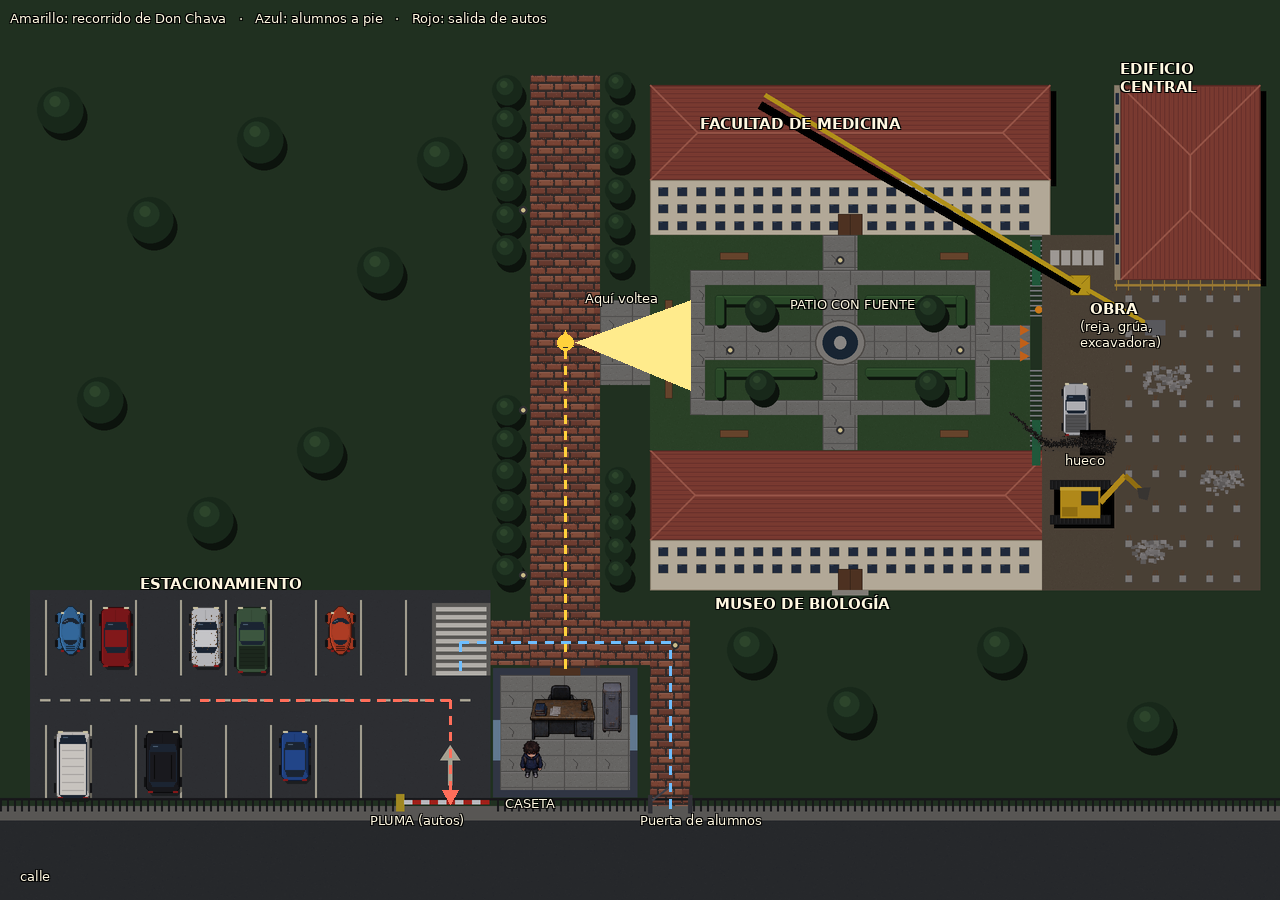 Amarillo: recorrido de Don Chava · Azul: alumnos a pie · Rojo: salida de autos
EDIFICIO
CENTRAL
FACULTAD DE MEDICINA
Aquí voltea
PATIO CON FUENTE
OBRA
(reja, grúa,
excavadora)
hueco
ESTACIONAMIENTO
MUSEO DE BIOLOGÍA
CASETA
PLUMA (autos)
Puerta de alumnos
calle